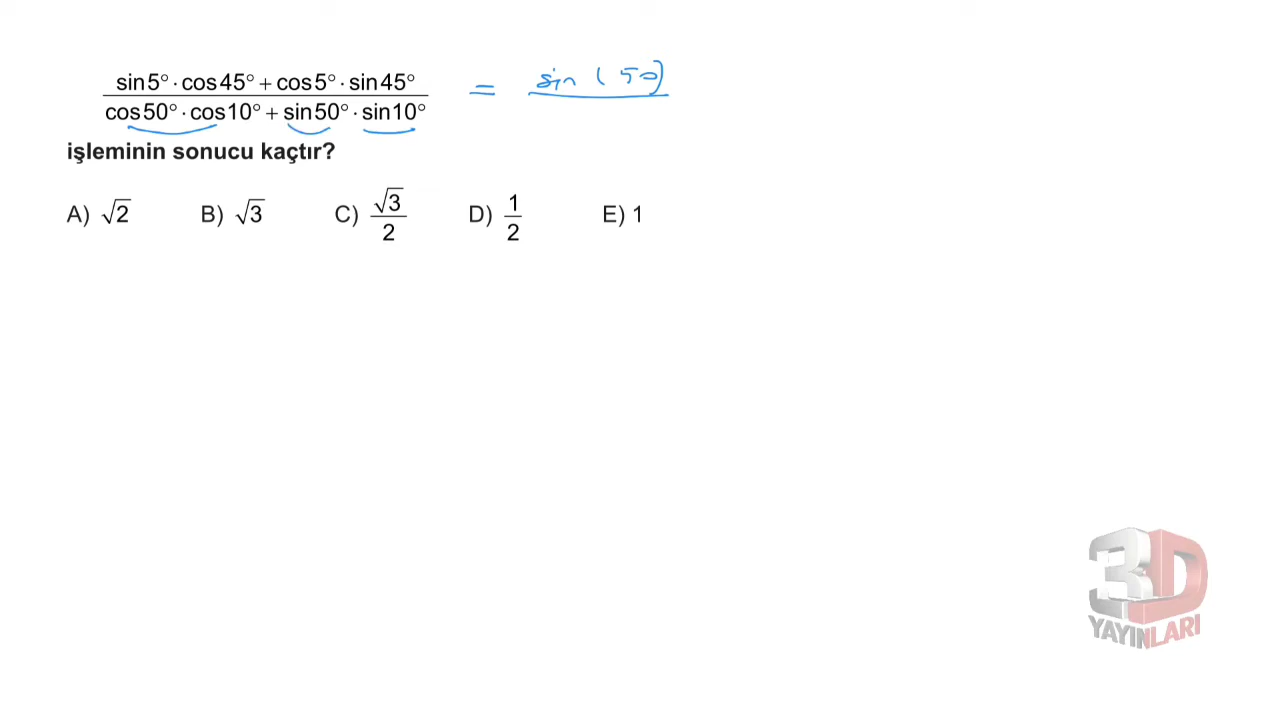 sin5° · cos45° + cos5° · sin45° = sin (50)
cos50° · cos10° + sin50° · sin10°
işleminin sonucu kaçtır?
A) √2 B) √3 C) √3/2 D) 1/2 E) 1
3D
YAYINLARI